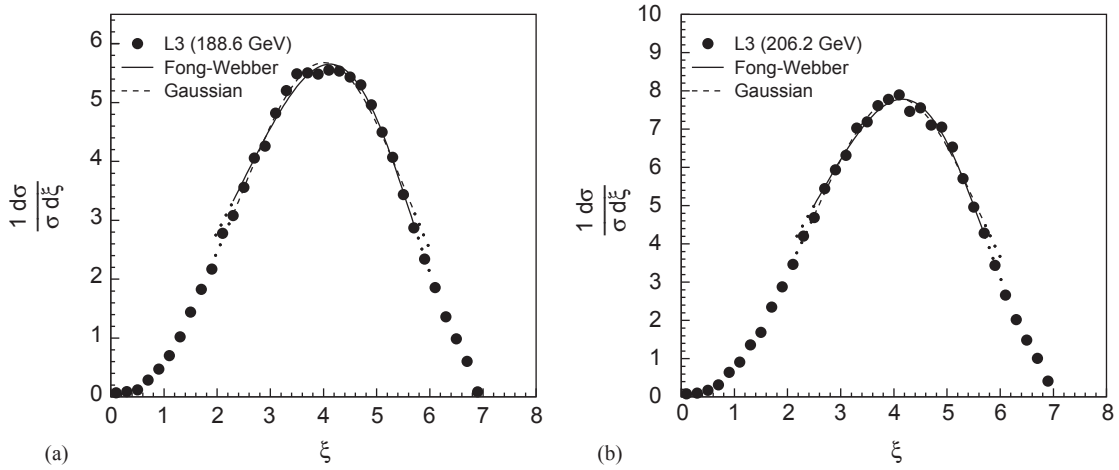 L3 (188.6 GeV)
Fong-Webber
Gaussian
6
5
4
3
2
1
0
1 dσ
σ dξ
0 1 2 3 4 5 6 7 8
ξ
(a)
L3 (206.2 GeV)
Fong-Webber
Gaussian
10
9
8
7
6
5
4
3
2
1
0
1 dσ
σ dξ
0 1 2 3 4 5 6 7 8
ξ
(b)